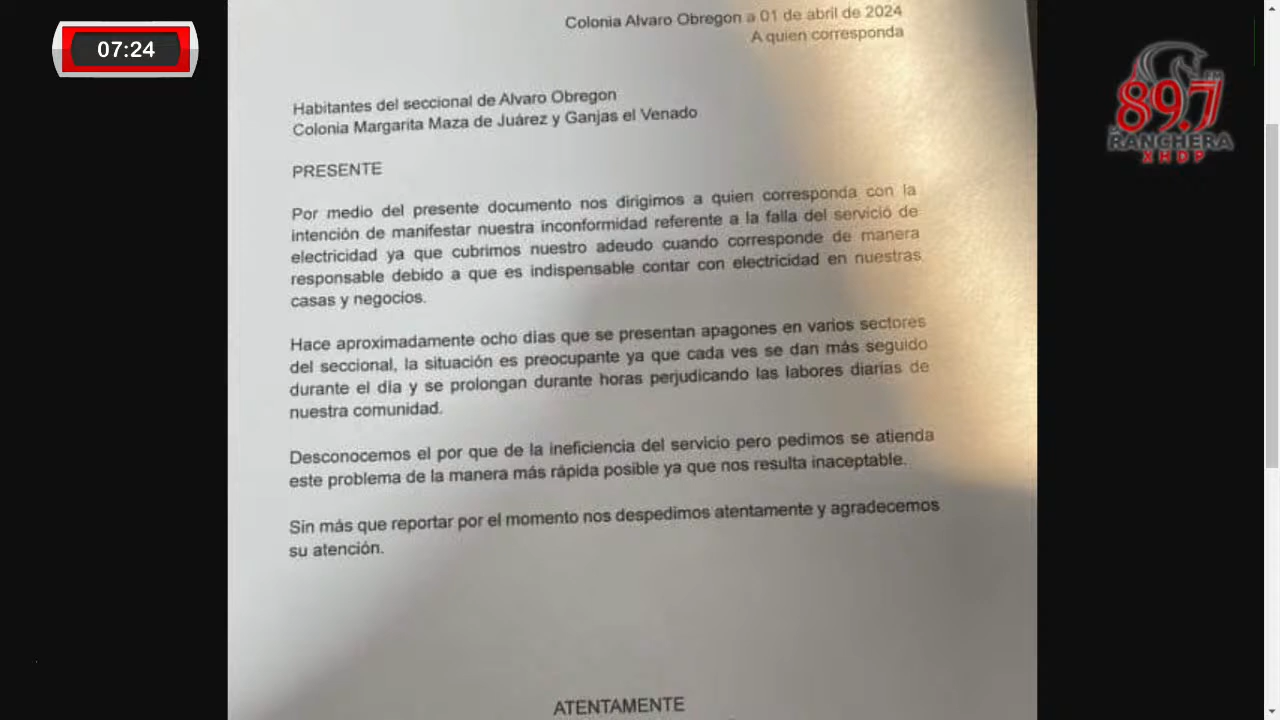 07:24
FM
89.7
LA
RANCHERA
XHDP
Colonia Alvaro Obregon a 01 de abril de 2024
A quien corresponda
Habitantes del seccional de Alvaro Obregon
Colonia Margarita Maza de Juárez y Ganjas el Venado
PRESENTE
Por medio del presente documento nos dirigimos a quien corresponda con la
intención de manifestar nuestra inconformidad referente a la falla del servicio de
electricidad ya que cubrimos nuestro adeudo cuando corresponde de manera
responsable debido a que es indispensable contar con electricidad en nuestras
casas y negocios.
Hace aproximadamente ocho días que se presentan apagones en varios sectores
del seccional, la situación es preocupante ya que cada ves se dan más seguido
durante el día y se prolongan durante horas perjudicando las labores diarias de
nuestra comunidad.
Desconocemos el por que de la ineficiencia del servicio pero pedimos se atienda
este problema de la manera más rápida posible ya que nos resulta inaceptable.
Sin más que reportar por el momento nos despedimos atentamente y agradecemos
su atención.
ATENTAMENTE